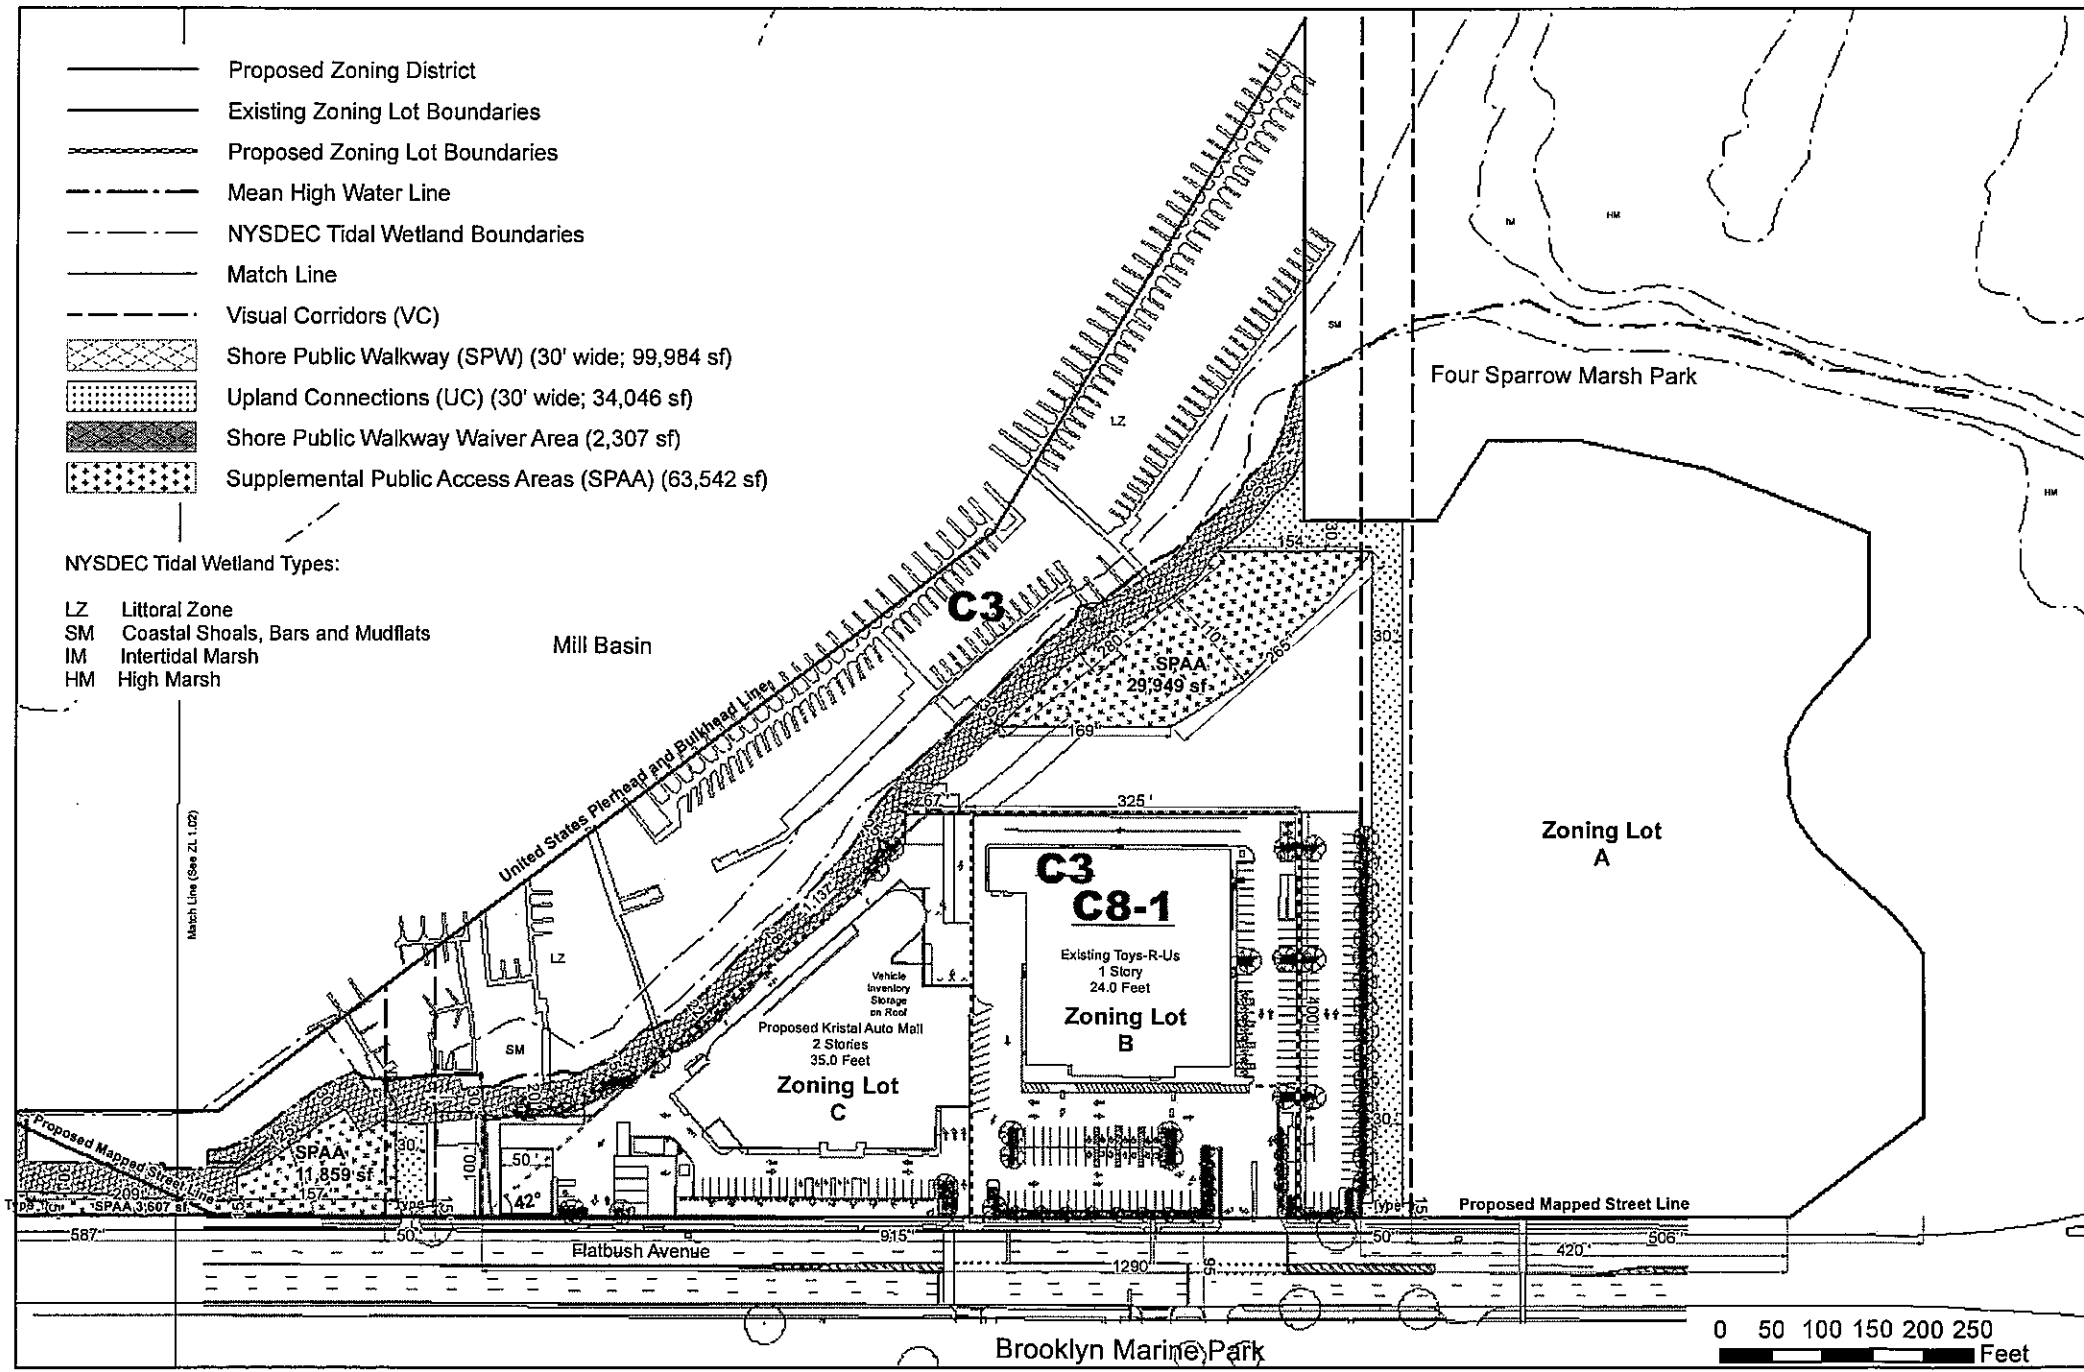 Proposed Zoning District
Existing Zoning Lot Boundaries
Proposed Zoning Lot Boundaries
Mean High Water Line
NYSDEC Tidal Wetland Boundaries
Match Line
Visual Corridors (VC)
Shore Public Walkway (SPW) (30' wide; 99,984 sf)
Upland Connections (UC) (30' wide; 34,046 sf)
Shore Public Walkway Waiver Area (2,307 sf)
Supplemental Public Access Areas (SPAA) (63,542 sf)
NYSDEC Tidal Wetland Types:
LZ Littoral Zone
SM Coastal Shoals, Bars and Mudflats
IM Intertidal Marsh
HM High Marsh
Mill Basin
Match Line (See ZL 1.02)
United States Pierhead and Bulkhead Line
IM
HM
SM
Four Sparrow Marsh Park
HM
LZ
C3
154'
30'
30'
110'
280'
265'
SPAA
29,949 sf
169'
67'
325'
1,137'
C3
C8-1
Existing Toys-R-Us
1 Story
24.0 Feet
Zoning Lot
B
400'
30'
Zoning Lot
A
LZ
SM
Vehicle
Inventory
Storage
on Roof
Proposed Kristal Auto Mall
2 Stories
35.0 Feet
Zoning Lot
C
Proposed Mapped Street Line
SPAA
11,859 sf
157'
30'
100'
50'
42°
209'
SPAA 3,607 sf
15'
15'
Proposed Mapped Street Line
587'
50'
915'
50'
506'
420'
Flatbush Avenue
1290'
95'
Brooklyn Marine Park
0 50 100 150 200 250
Feet